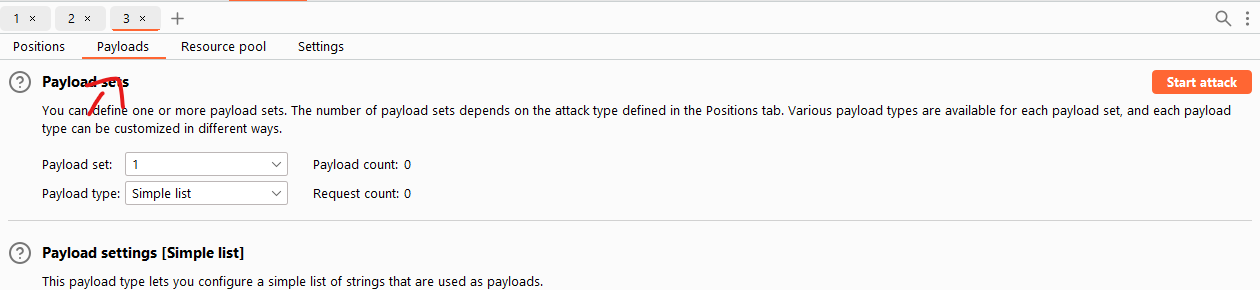 1 × 2 × 3 × +
Positions Payloads Resource pool Settings
? Payload sets Start attack
You can define one or more payload sets. The number of payload sets depends on the attack type defined in the Positions tab. Various payload types are available for each payload set, and each payload
type can be customized in different ways.
Payload set: 1 Payload count: 0
Payload type: Simple list Request count: 0
? Payload settings [Simple list]
This payload type lets you configure a simple list of strings that are used as payloads.